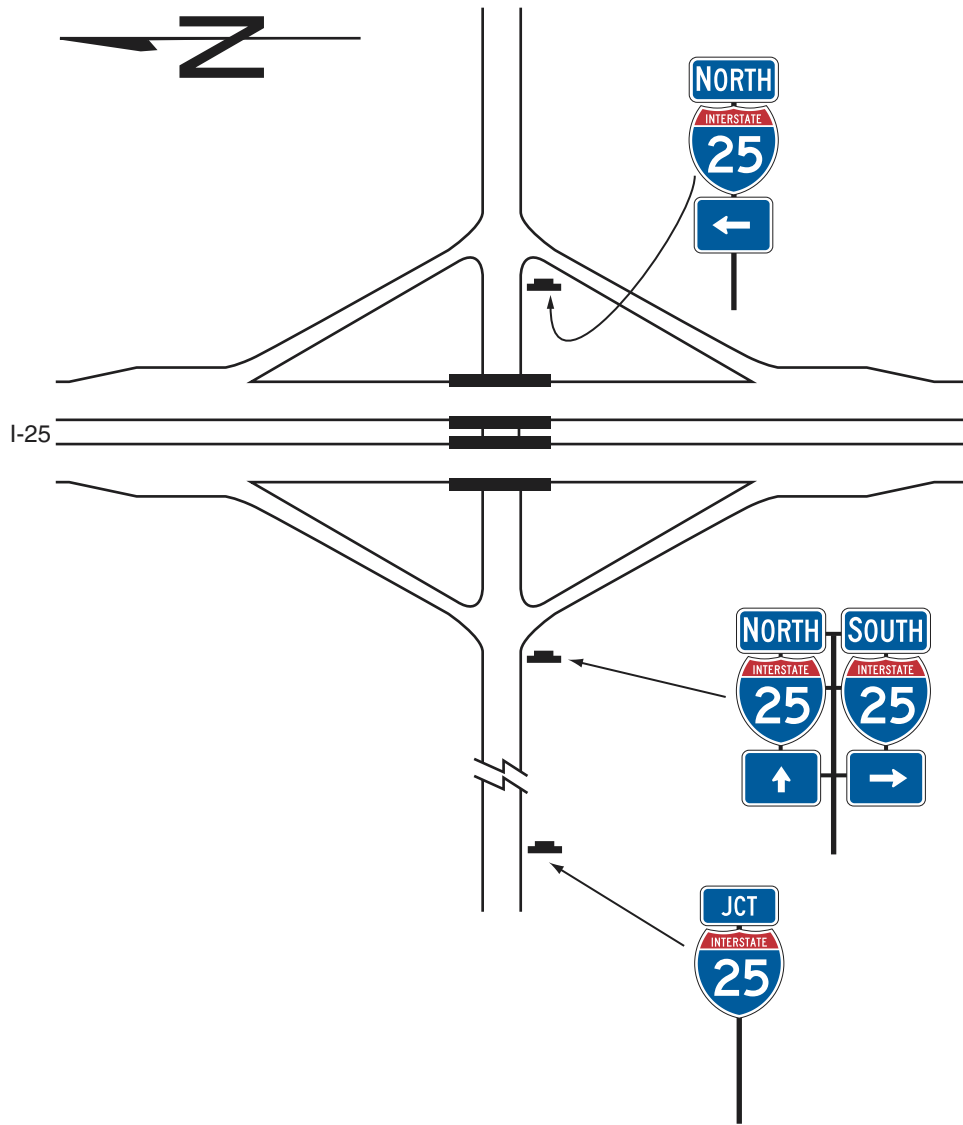 N
NORTH
INTERSTATE
25
I-25
NORTH SOUTH
INTERSTATE INTERSTATE
25 25
JCT
INTERSTATE
25